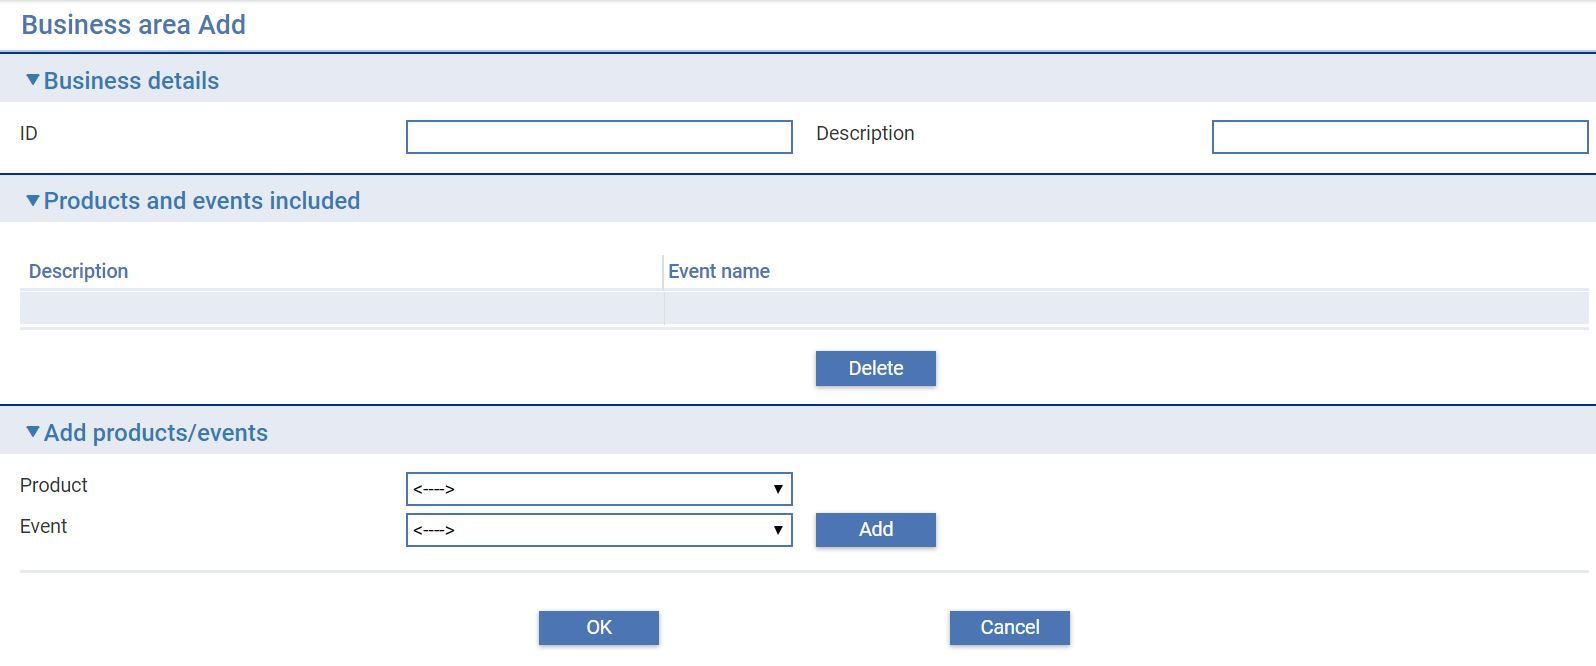 Business area Add
▼Business details
ID Description
▼Products and events included
Description Event name
Delete
▼Add products/events
Product <----> ▼
Event <----> ▼ Add
OK Cancel